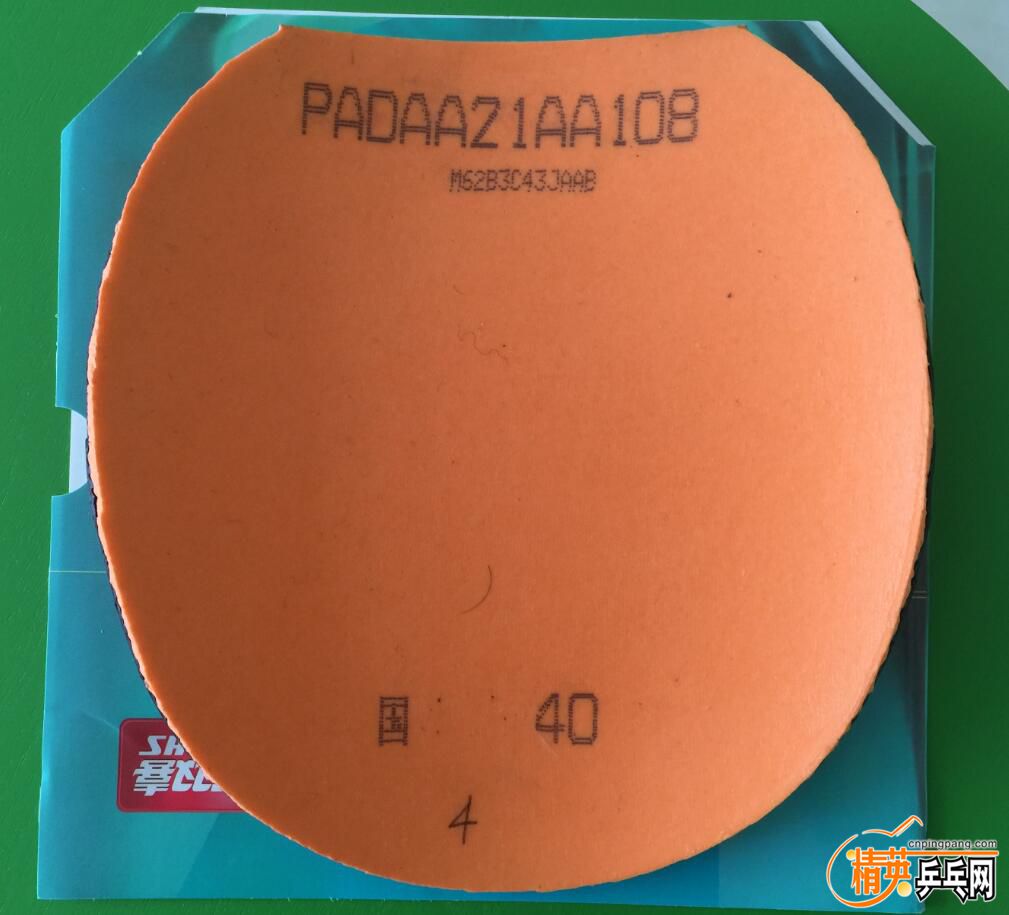 PADAA21AA108
M62B3C43JAAB
国 40
4
cnpingpang.com
精英乒乓网